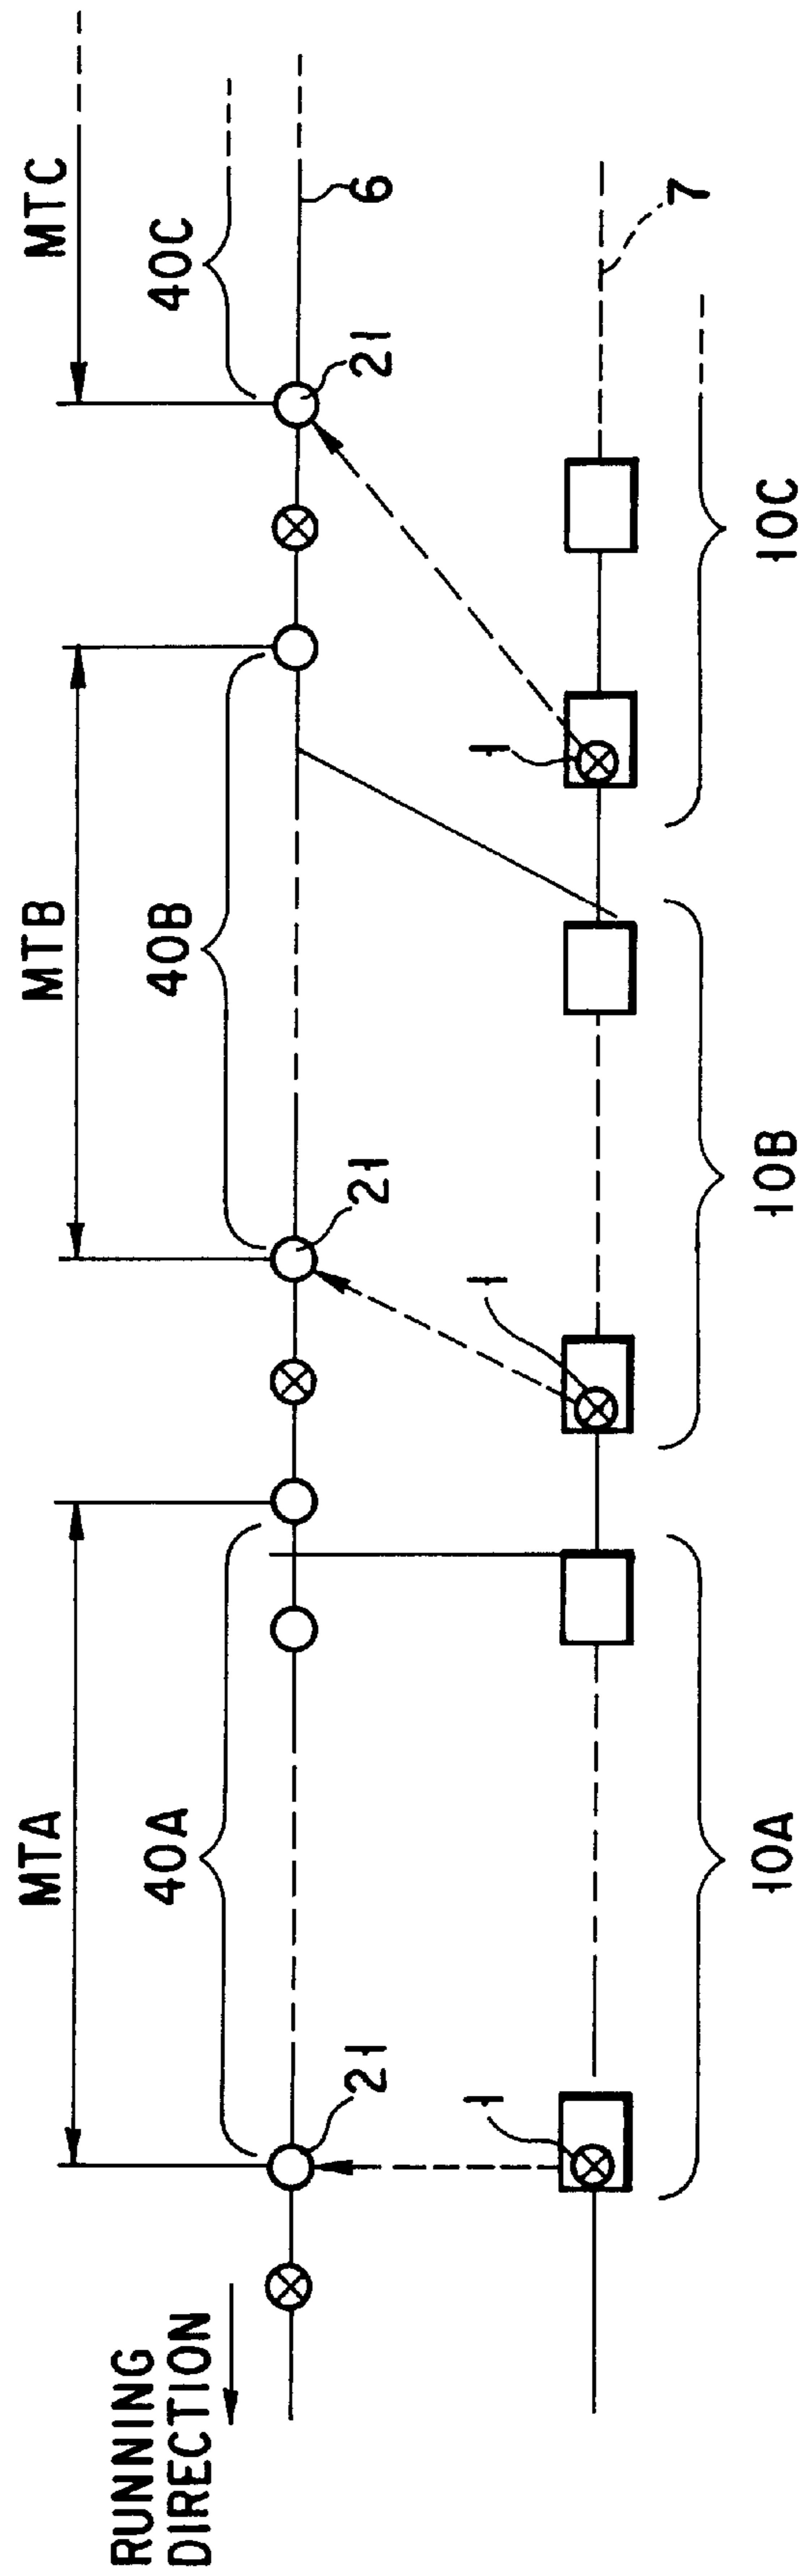 MTA
MTB
MTC
40A
40B
40C
6
21
21
21
RUNNING
DIRECTION
1
1
1
7
10A
10B
10C